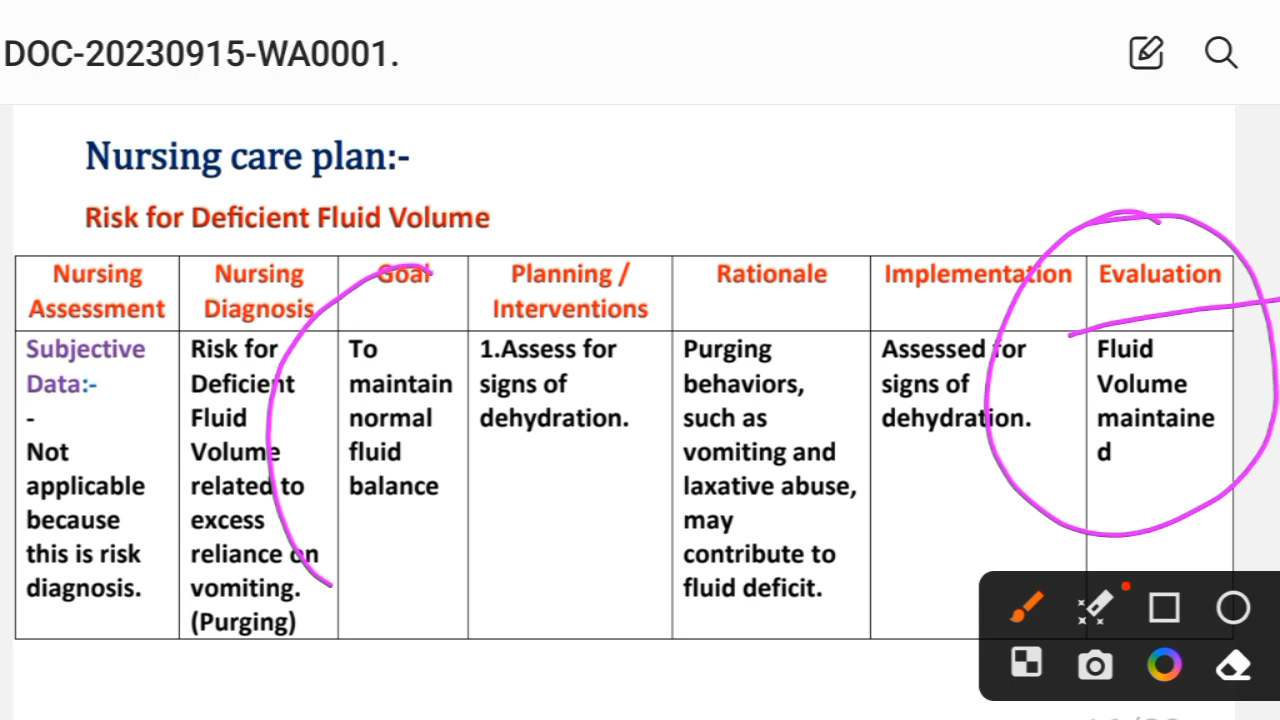 DOC-20230915-WA0001.
Nursing care plan:-
Risk for Deficient Fluid Volume
Nursing
Assessment
Nursing
Diagnosis
Goal
Planning /
Interventions
Rationale
Implementation
Evaluation
Subjective
Data:-
-
Not
applicable
because
this is risk
diagnosis.
Risk for
Deficient
Fluid
Volume
related to
excess
reliance on
vomiting.
(Purging)
To
maintain
normal
fluid
balance
1.Assess for
signs of
dehydration.
Purging
behaviors,
such as
vomiting and
laxative abuse,
may
contribute to
fluid deficit.
Assessed for
signs of
dehydration.
Fluid
Volume
maintaine
d